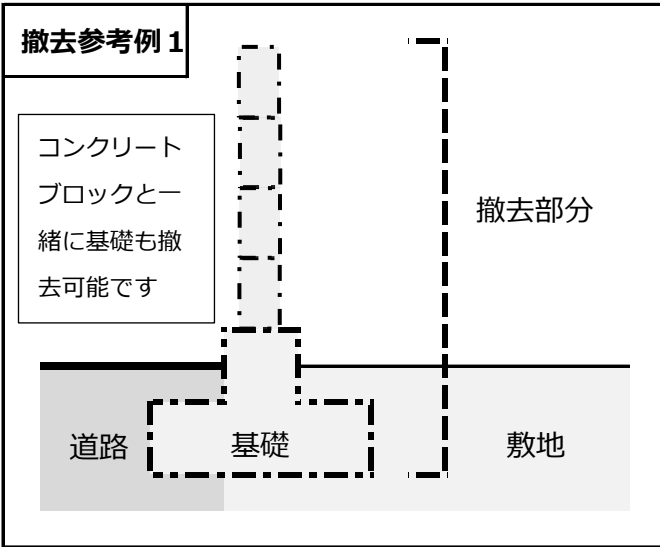 撤去参考例１
コンクリート
ブロックと一
緒に基礎も撤
去可能です
撤去部分
道路
基礎
敷地